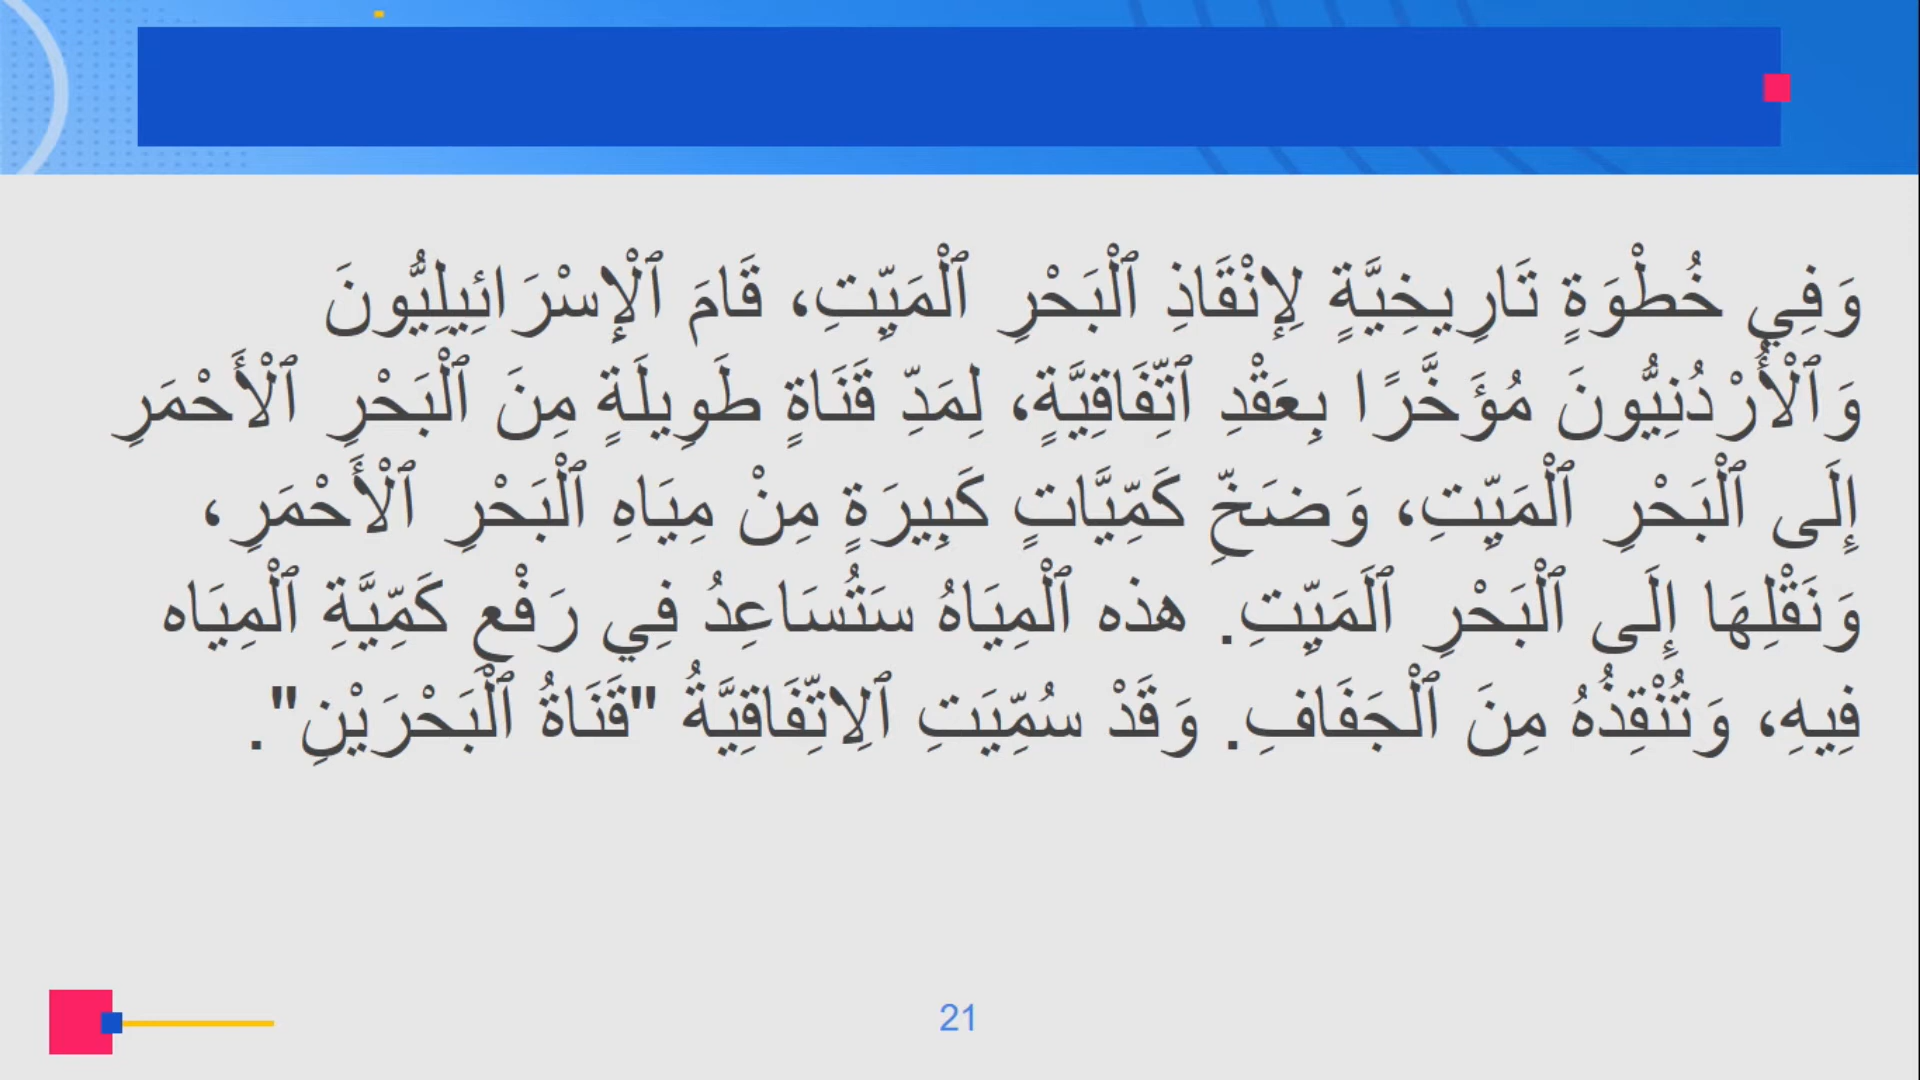 وَفِي خُطْوَةٍ تَارِيخِيَّةٍ لِإِنْقَاذِ ٱلْبَحْرِ ٱلْمَيِّتِ، قَامَ ٱلْإِسْرَائِيلِيُّونَ
وَٱلْأُرْدُنِيُّونَ مُؤَخَّرًا بِعَقْدِ ٱتِّفَاقِيَّةٍ، لِمَدِّ قَنَاةٍ طَوِيلَةٍ مِنَ ٱلْبَحْرِ ٱلْأَحْمَرِ
إِلَى ٱلْبَحْرِ ٱلْمَيِّتِ، وَضَخِّ كَمِّيَّاتٍ كَبِيرَةٍ مِنْ مِيَاهِ ٱلْبَحْرِ ٱلْأَحْمَرِ،
وَنَقْلِهَا إِلَى ٱلْبَحْرِ ٱلَمَيِّتِ. هذه ٱلْمِيَاهُ سَتُسَاعِدُ فِي رَفْعِ كَمِّيَّةِ ٱلْمِيَاه
فِيهِ، وَتُنْقِذُهُ مِنَ ٱلْجَفَافِ. وَقَدْ سُمِّيَتِ ٱلِاتِّفَاقِيَّةُ "قَنَاةُ ٱلْبَحْرَيْنِ".
21